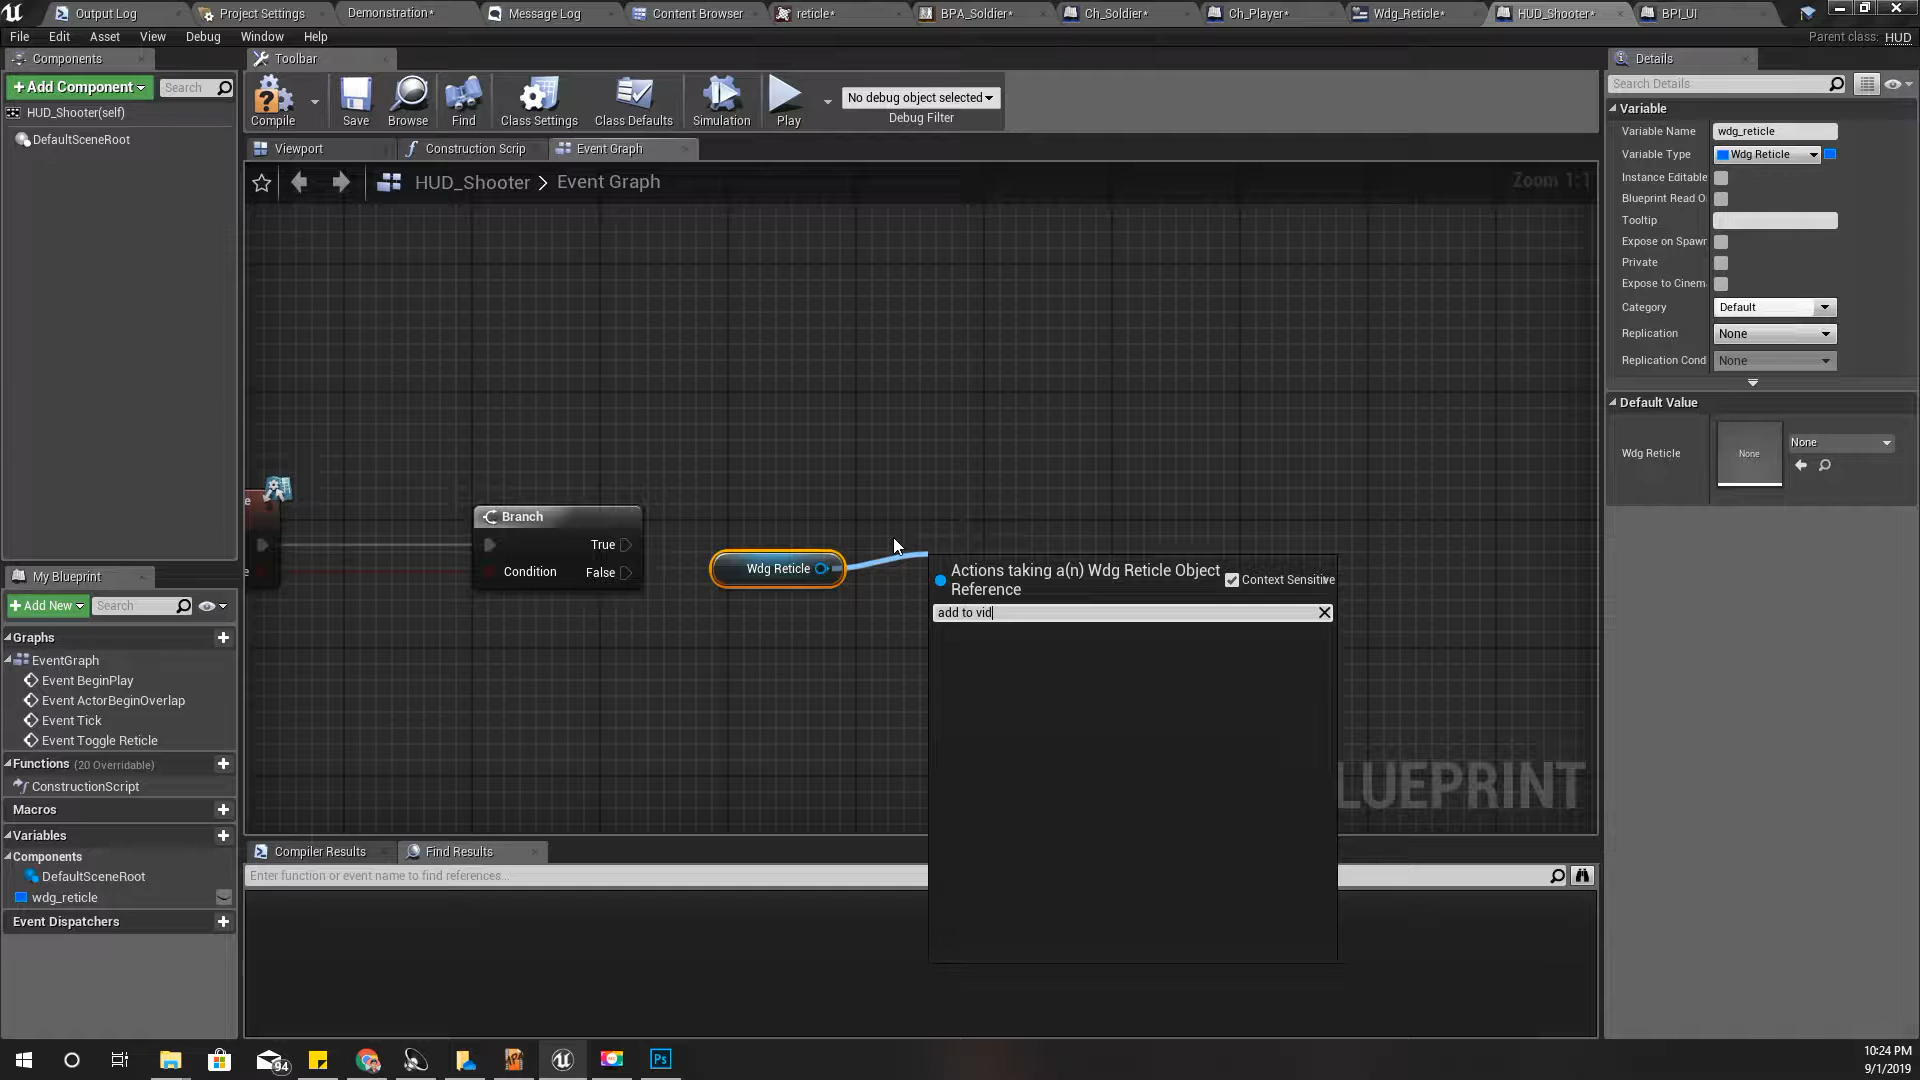 Output Log
Project Settings
Demonstration*
Message Log
Content Browser
reticle*
BPA_Soldier*
Ch_Soldier*
Ch_Player*
Wdg_Reticle*
HUD_Shooter*
BPI_UI
File Edit Asset View Debug Window Help
Parent class: HUD
Components
Toolbar
Details
+ Add Component
Search
HUD_Shooter(self)
DefaultSceneRoot
Compile
Save
Browse
Find
Class Settings
Class Defaults
Simulation
Play
No debug object selected
Debug Filter
Viewport
Construction Scrip
Event Graph
HUD_Shooter > Event Graph
Zoom 1:1
e
e
Branch
True
Condition
False
Wdg Reticle
Actions taking a(n) Wdg Reticle Object
Reference
Context Sensitive
add to vid
LUEPRINT
My Blueprint
+ Add New
Search
Graphs
EventGraph
Event BeginPlay
Event ActorBeginOverlap
Event Tick
Event Toggle Reticle
Functions (20 Overridable)
ConstructionScript
Macros
Variables
Components
DefaultSceneRoot
wdg_reticle
Event Dispatchers
Compiler Results
Find Results
Enter function or event name to find references...
Search Details
Variable
Variable Name wdg_reticle
Variable Type Wdg Reticle
Instance Editable
Blueprint Read O
Tooltip
Expose on Spawr
Private
Expose to Cinem
Category Default
Replication None
Replication Cond None
Default Value
Wdg Reticle
None
None
94
Ps
10:24 PM
9/1/2019